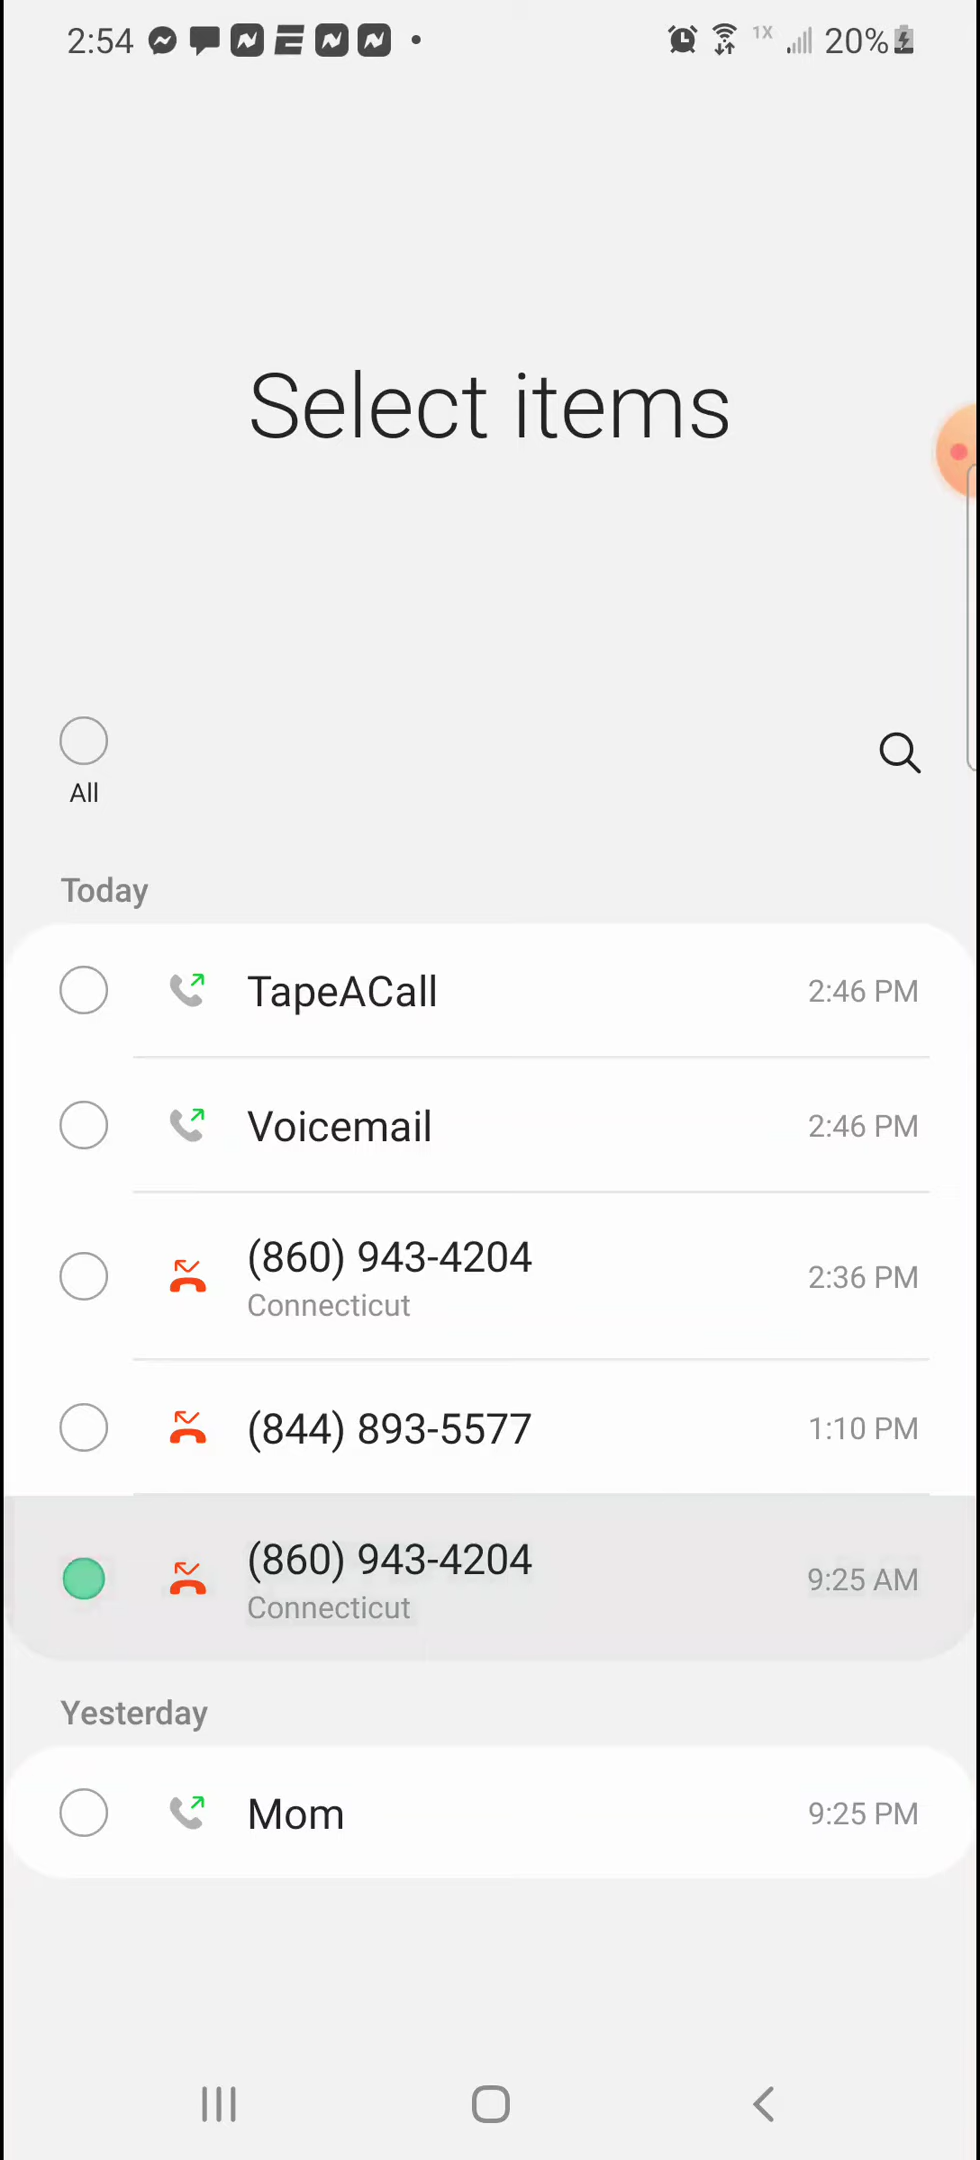 2:54
1X 20%
Select items
All
Today
TapeACall 2:46 PM
Voicemail 2:46 PM
(860) 943-4204
Connecticut
2:36 PM
(844) 893-5577 1:10 PM
(860) 943-4204
Connecticut
9:25 AM
Yesterday
Mom 9:25 PM